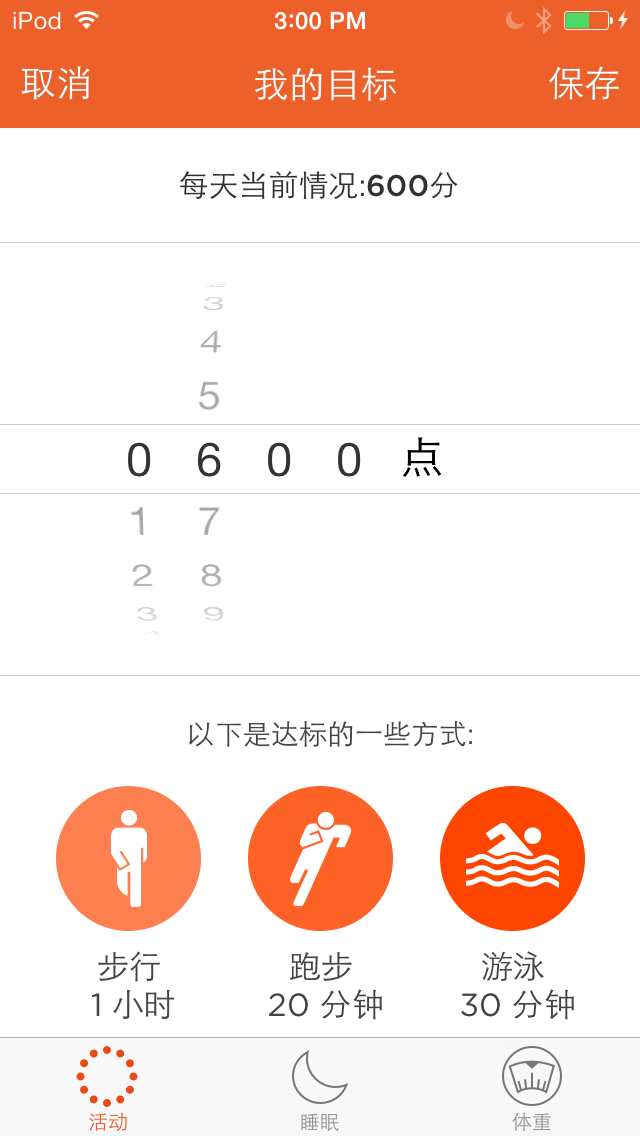 iPod 3:00 PM
取消 我的目标 保存
每天当前情况:600分
3
4
5
0 6 0 0 点
1 7
2 8
3 9
以下是达标的一些方式:
步行 跑步 游泳
1 小时 20 分钟 30 分钟
活动 睡眠 体重